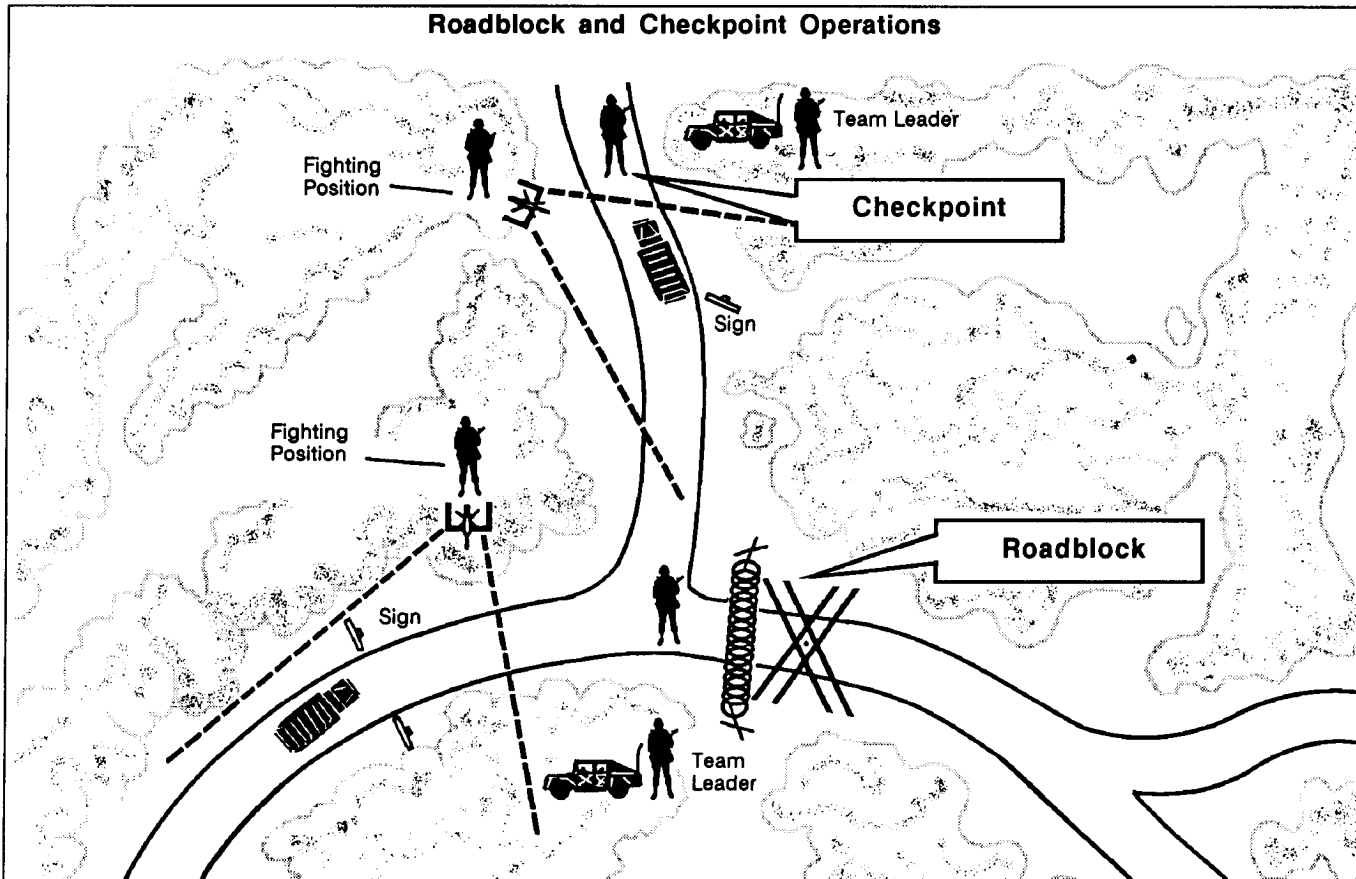 Roadblock and Checkpoint Operations
Team Leader
Fighting
Position
Checkpoint
Sign
Fighting
Position
Roadblock
Sign
Team
Leader